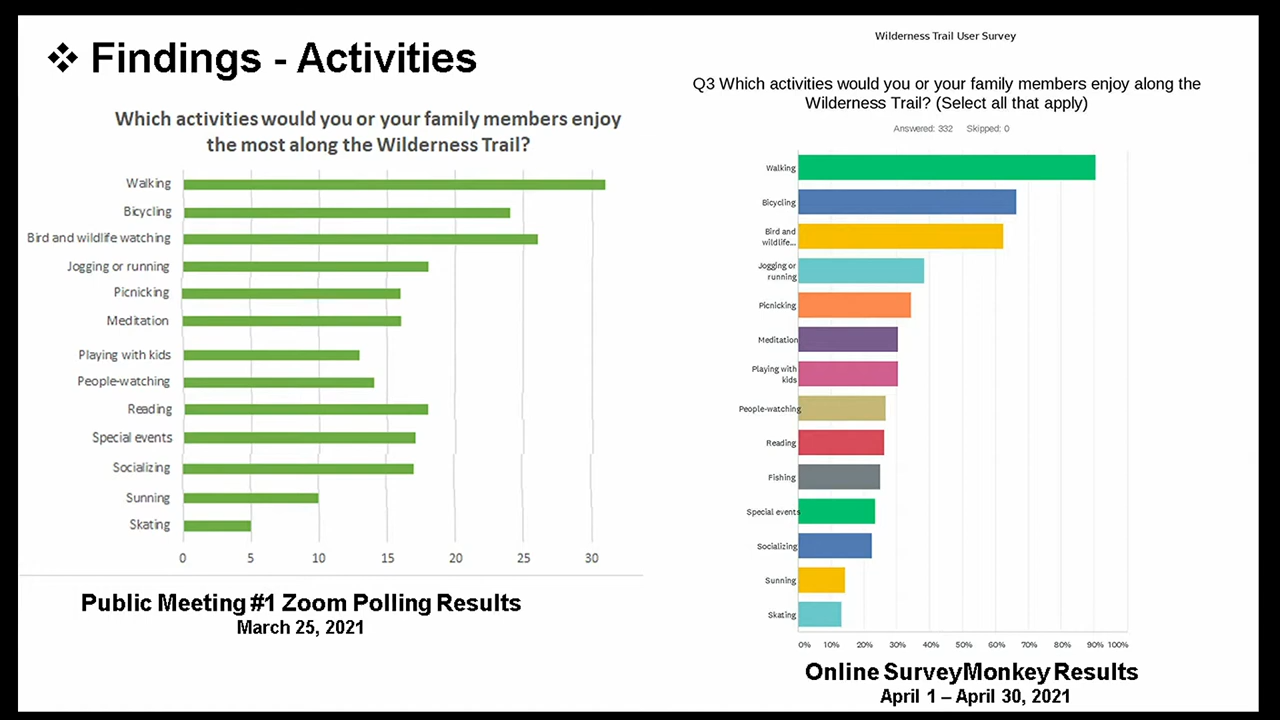 ❖ Findings - Activities
Which activities would you or your family members enjoy
the most along the Wilderness Trail?
Walking
Bicycling
Bird and wildlife watching
Jogging or running
Picnicking
Meditation
Playing with kids
People-watching
Reading
Special events
Socializing
Sunning
Skating
0 5 10 15 20 25 30
Public Meeting #1 Zoom Polling Results
March 25, 2021
Wilderness Trail User Survey
Q3 Which activities would you or your family members enjoy along the
Wilderness Trail? (Select all that apply)
Answered: 332 Skipped: 0
Walking
Bicycling
Bird and
wildlife...
Jogging or
running
Picnicking
Meditation
Playing with
kids
People-watching
Reading
Fishing
Special events
Socializing
Sunning
Skating
0% 10% 20% 30% 40% 50% 60% 70% 80% 90% 100%
Online SurveyMonkey Results
April 1 – April 30, 2021